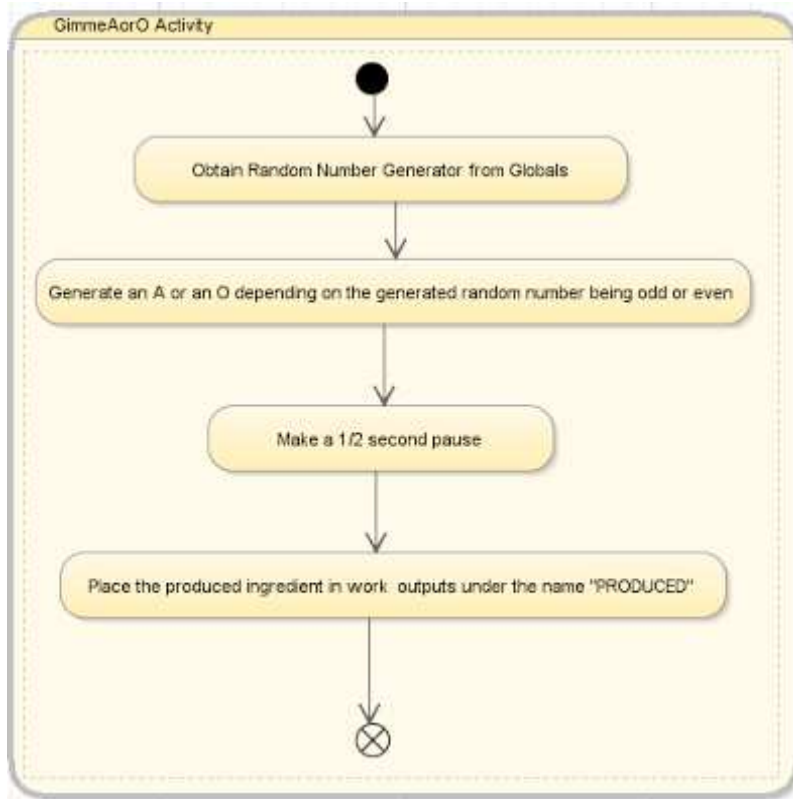 GimmeAorO Activity
Obtain Random Number Generator from Globals
Generate an A or an O depending on the generated random number being odd or even
Make a 1/2 second pause
Place the produced ingredient in work outputs under the name "PRODUCED"